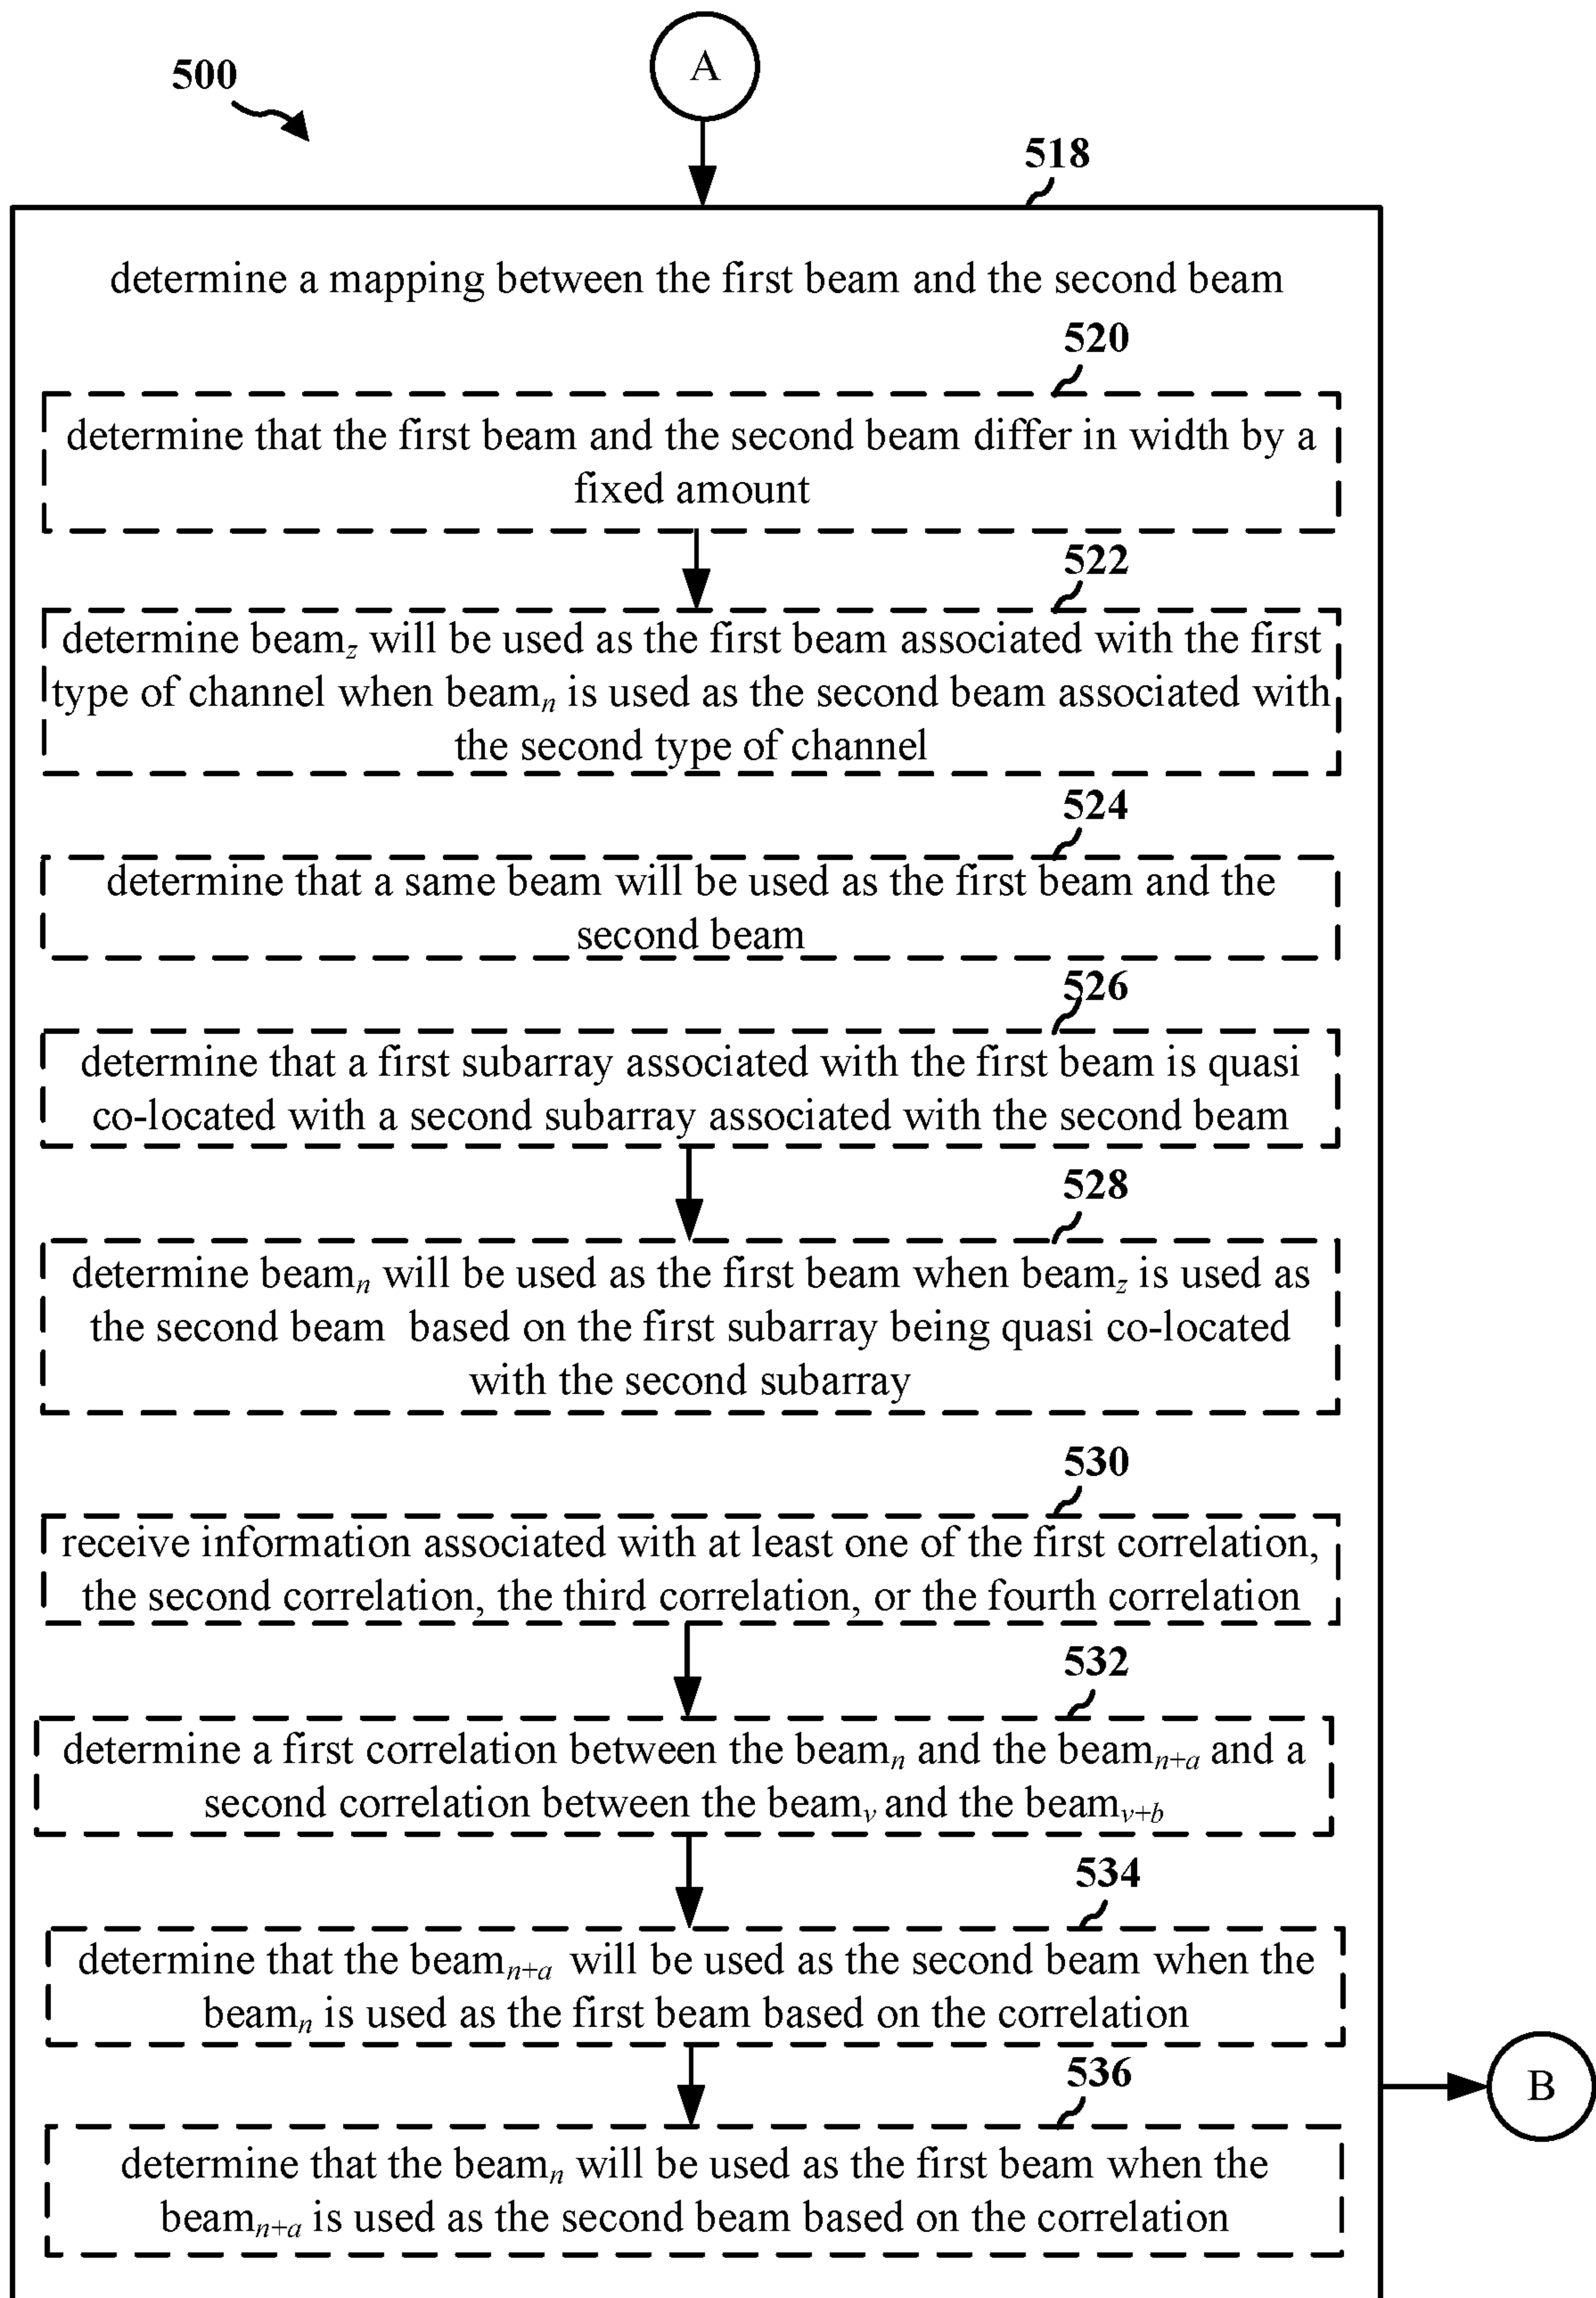 A
500
518
determine a mapping between the first beam and the second beam
520
determine that the first beam and the second beam differ in width by a
fixed amount
522
determine beamz will be used as the first beam associated with the first
type of channel when beamn is used as the second beam associated with
the second type of channel
524
determine that a same beam will be used as the first beam and the
second beam
526
determine that a first subarray associated with the first beam is quasi
co-located with a second subarray associated with the second beam
528
determine beamn will be used as the first beam when beamz is used as
the second beam based on the first subarray being quasi co-located
with the second subarray
530
receive information associated with at least one of the first correlation,
the second correlation, the third correlation, or the fourth correlation
532
determine a first correlation between the beamn and the beamn+a and a
second correlation between the beamv and the beamv+b
534
determine that the beamn+a will be used as the second beam when the
beamn is used as the first beam based on the correlation
536
determine that the beamn will be used as the first beam when the
beamn+a is used as the second beam based on the correlation
B